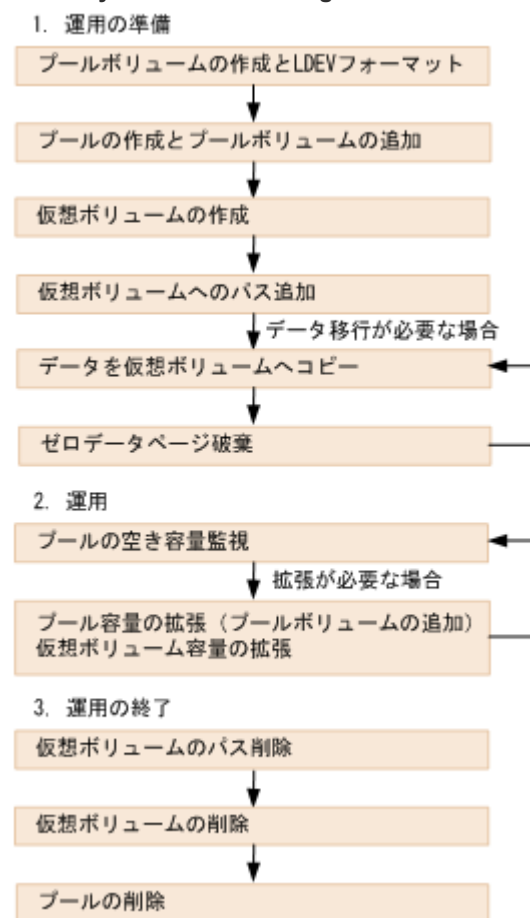 1. 運用の準備
プールボリュームの作成とLDEVフォーマット
プールの作成とプールボリュームの追加
仮想ボリュームの作成
仮想ボリュームへのパス追加
データ移行が必要な場合
データを仮想ボリュームへコピー
ゼロデータページ破棄
2. 運用
プールの空き容量監視
拡張が必要な場合
プール容量の拡張（プールボリュームの追加）
仮想ボリューム容量の拡張
3. 運用の終了
仮想ボリュームのパス削除
仮想ボリュームの削除
プールの削除